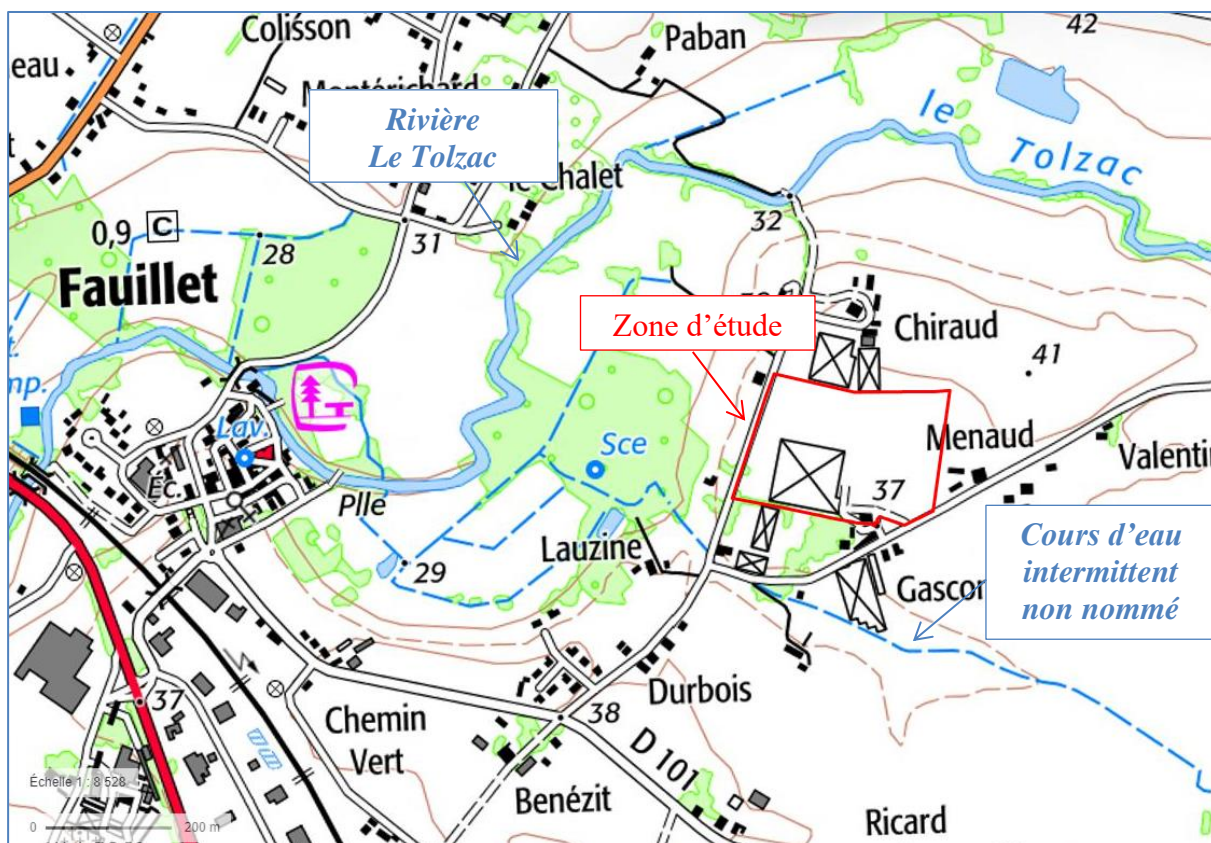 Colisson
Paban
42
eau
Rivière
Le Tolzac
le
Tolzac
le Chalet
32
0,9 C
28
31
Fauillet
Zone d'étude
Chiraud
41
Lav.
Sce
Menaud
Valentin
Éc.
37
Plle
Lauzine
29
Cours d'eau
intermittent
non nommé
Gascon
Durbois
37
38
Chemin
Vert
D 101
Échelle 1 : 8 528
Benézit
0 200 m
Ricard